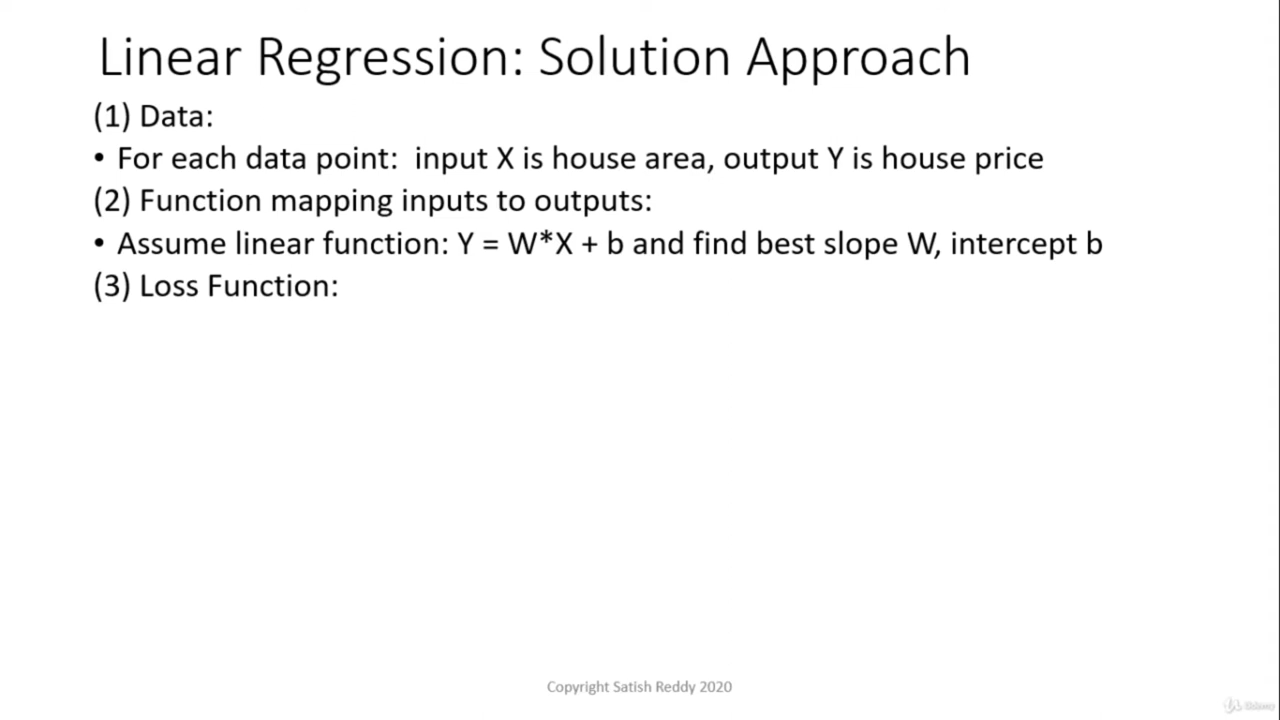 Linear Regression: Solution Approach
(1) Data:
• For each data point: input X is house area, output Y is house price
(2) Function mapping inputs to outputs:
• Assume linear function: Y = W*X + b and find best slope W, intercept b
(3) Loss Function:
Copyright Satish Reddy 2020
Udemy